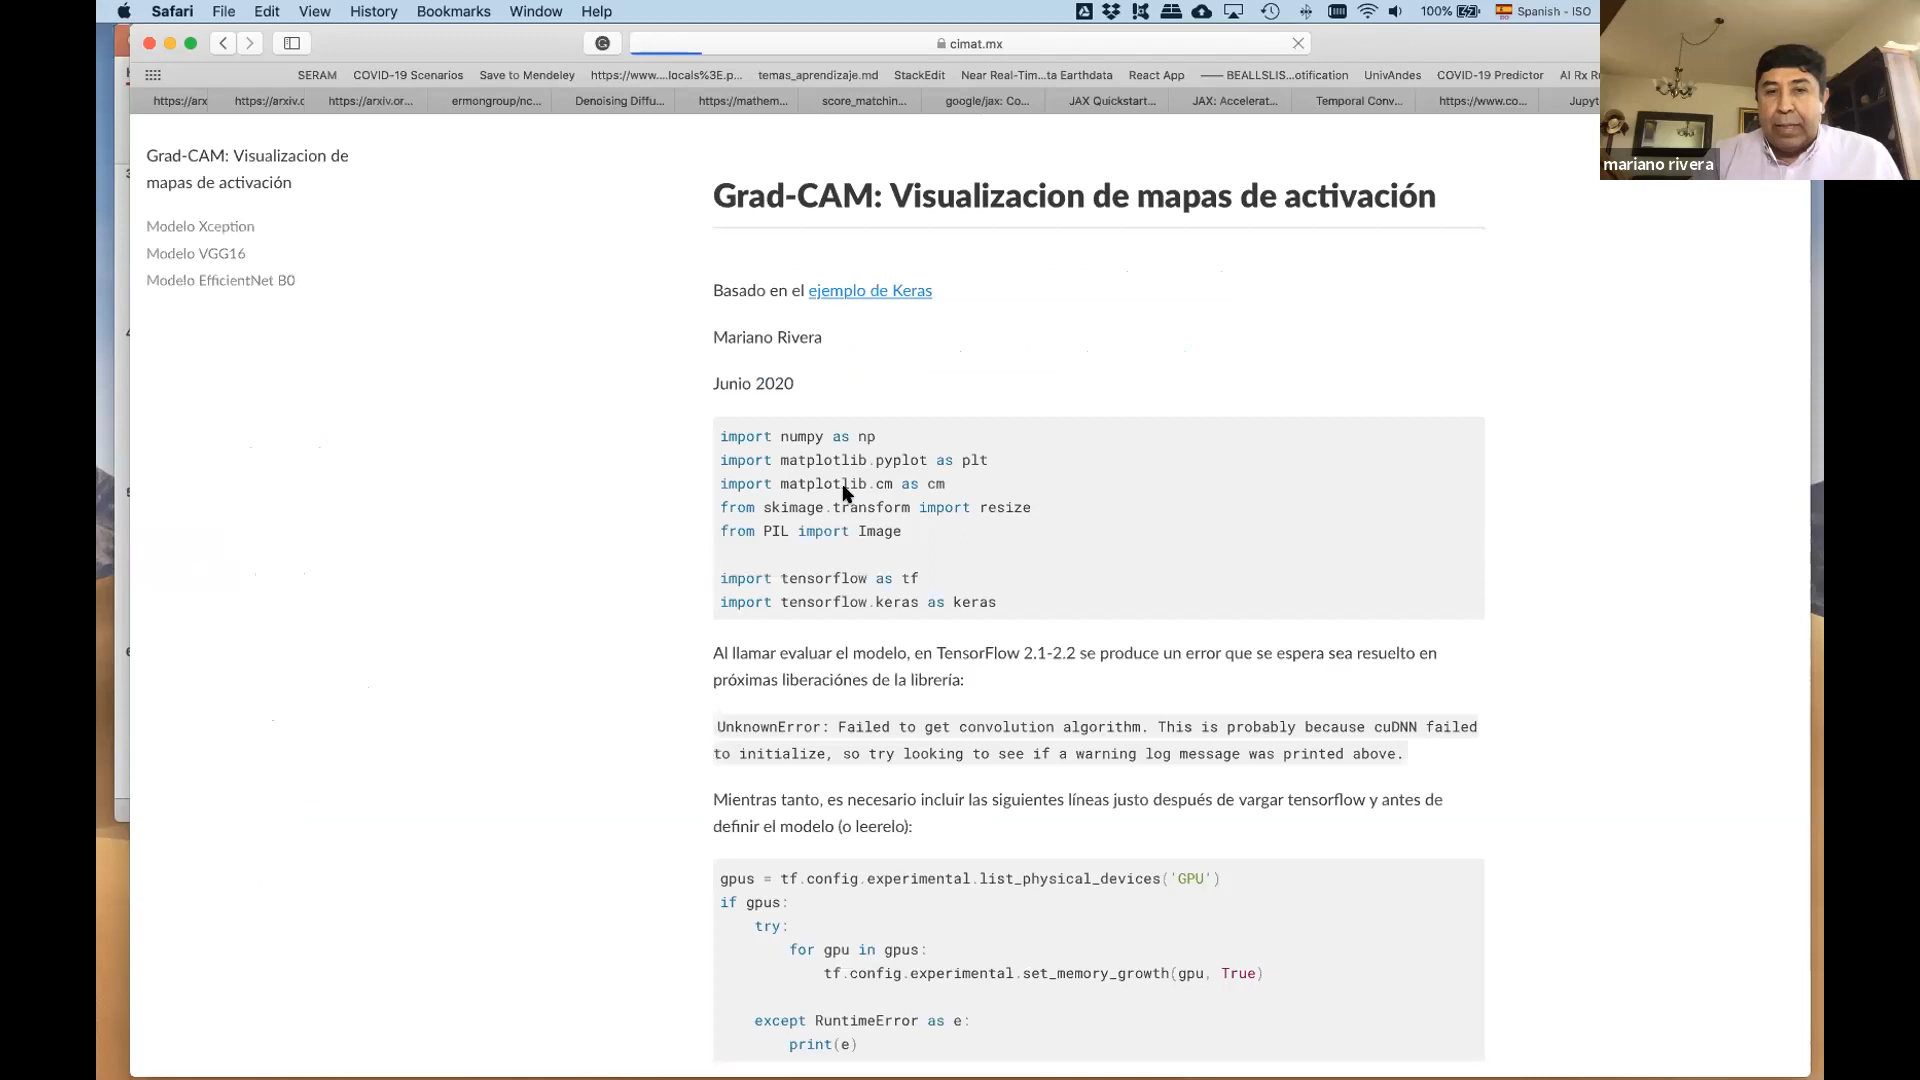 Safari File Edit View History Bookmarks Window Help 100% Spanish - ISO
cimat.mx
SERAM COVID-19 Scenarios Save to Mendeley https://www....locals%3E.p... temas_aprendizaje.md StackEdit Near Real-Tim...ta Earthdata React App —— BEALLSLIS...otification UnivAndes COVID-19 Predictor AI Rx R
https://arx https://arxiv.c https://arxiv.or... ermongroup/nc... Denoising Diffu... https://mathem... score_matchin... google/jax: Co... JAX Quickstart... JAX: Accelerat... Temporal Conv... https://www.co... Jupyt
mariano rivera
Grad-CAM: Visualizacion de
mapas de activación
Modelo Xception
Modelo VGG16
Modelo EfficientNet B0
Grad-CAM: Visualizacion de mapas de activación
Basado en el ejemplo de Keras
Mariano Rivera
Junio 2020
import numpy as np
import matplotlib.pyplot as plt
import matplotlib.cm as cm
from skimage.transform import resize
from PIL import Image
import tensorflow as tf
import tensorflow.keras as keras
Al llamar evaluar el modelo, en TensorFlow 2.1-2.2 se produce un error que se espera sea resuelto en
próximas liberaciónes de la librería:
UnknownError: Failed to get convolution algorithm. This is probably because cuDNN failed
to initialize, so try looking to see if a warning log message was printed above.
Mientras tanto, es necesario incluir las siguientes líneas justo después de vargar tensorflow y antes de
definir el modelo (o leerelo):
gpus = tf.config.experimental.list_physical_devices('GPU')
if gpus:
    try:
        for gpu in gpus:
            tf.config.experimental.set_memory_growth(gpu, True)
    except RuntimeError as e:
        print(e)